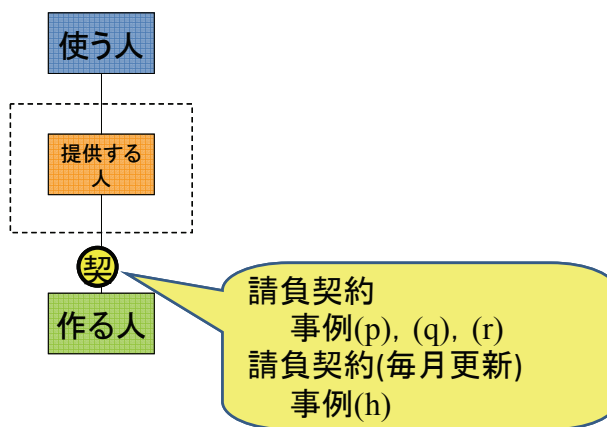 使う人
提供する
人
契
作る人
請負契約
事例(p), (q), (r)
請負契約(毎月更新)
事例(h)